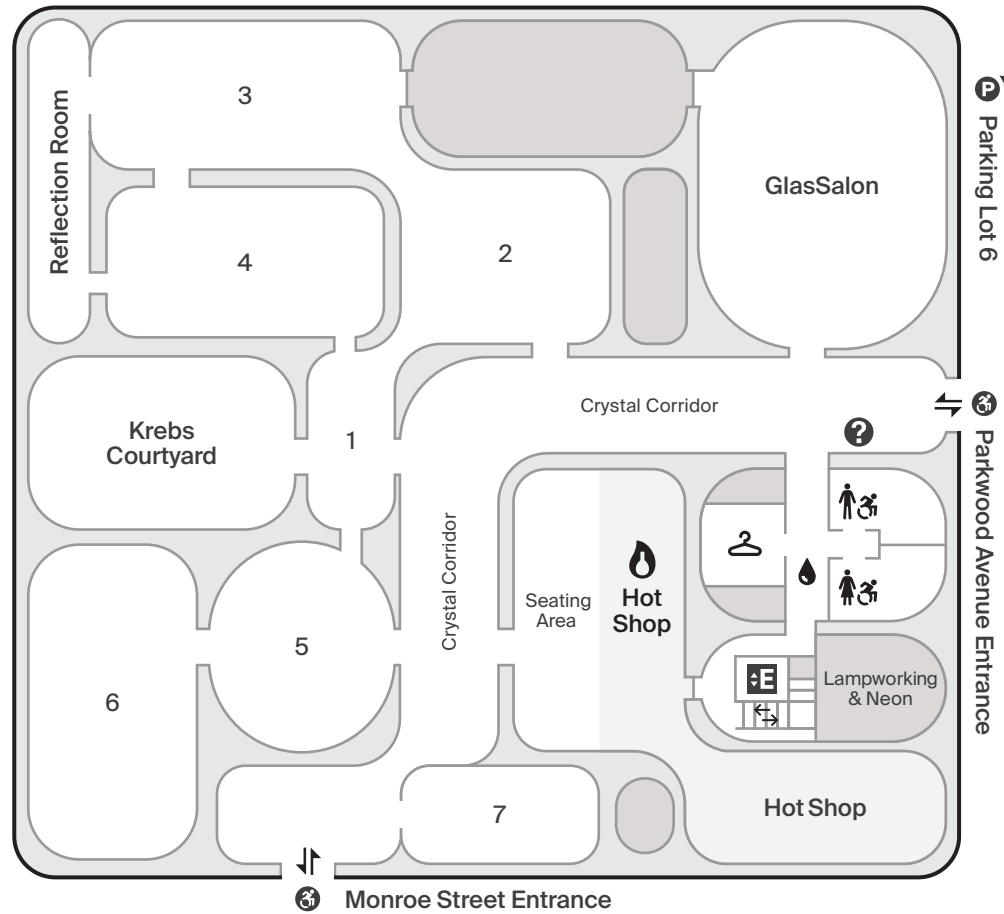 3
Reflection Room
GlasSalon
4
2
P
Parking Lot 6
Crystal Corridor
?
Krebs
Courtyard
1
Parkwood Avenue Entrance
Crystal Corridor
Seating
Area
Hot
Shop
5
6
E
Lampworking
& Neon
7
Hot Shop
Monroe Street Entrance